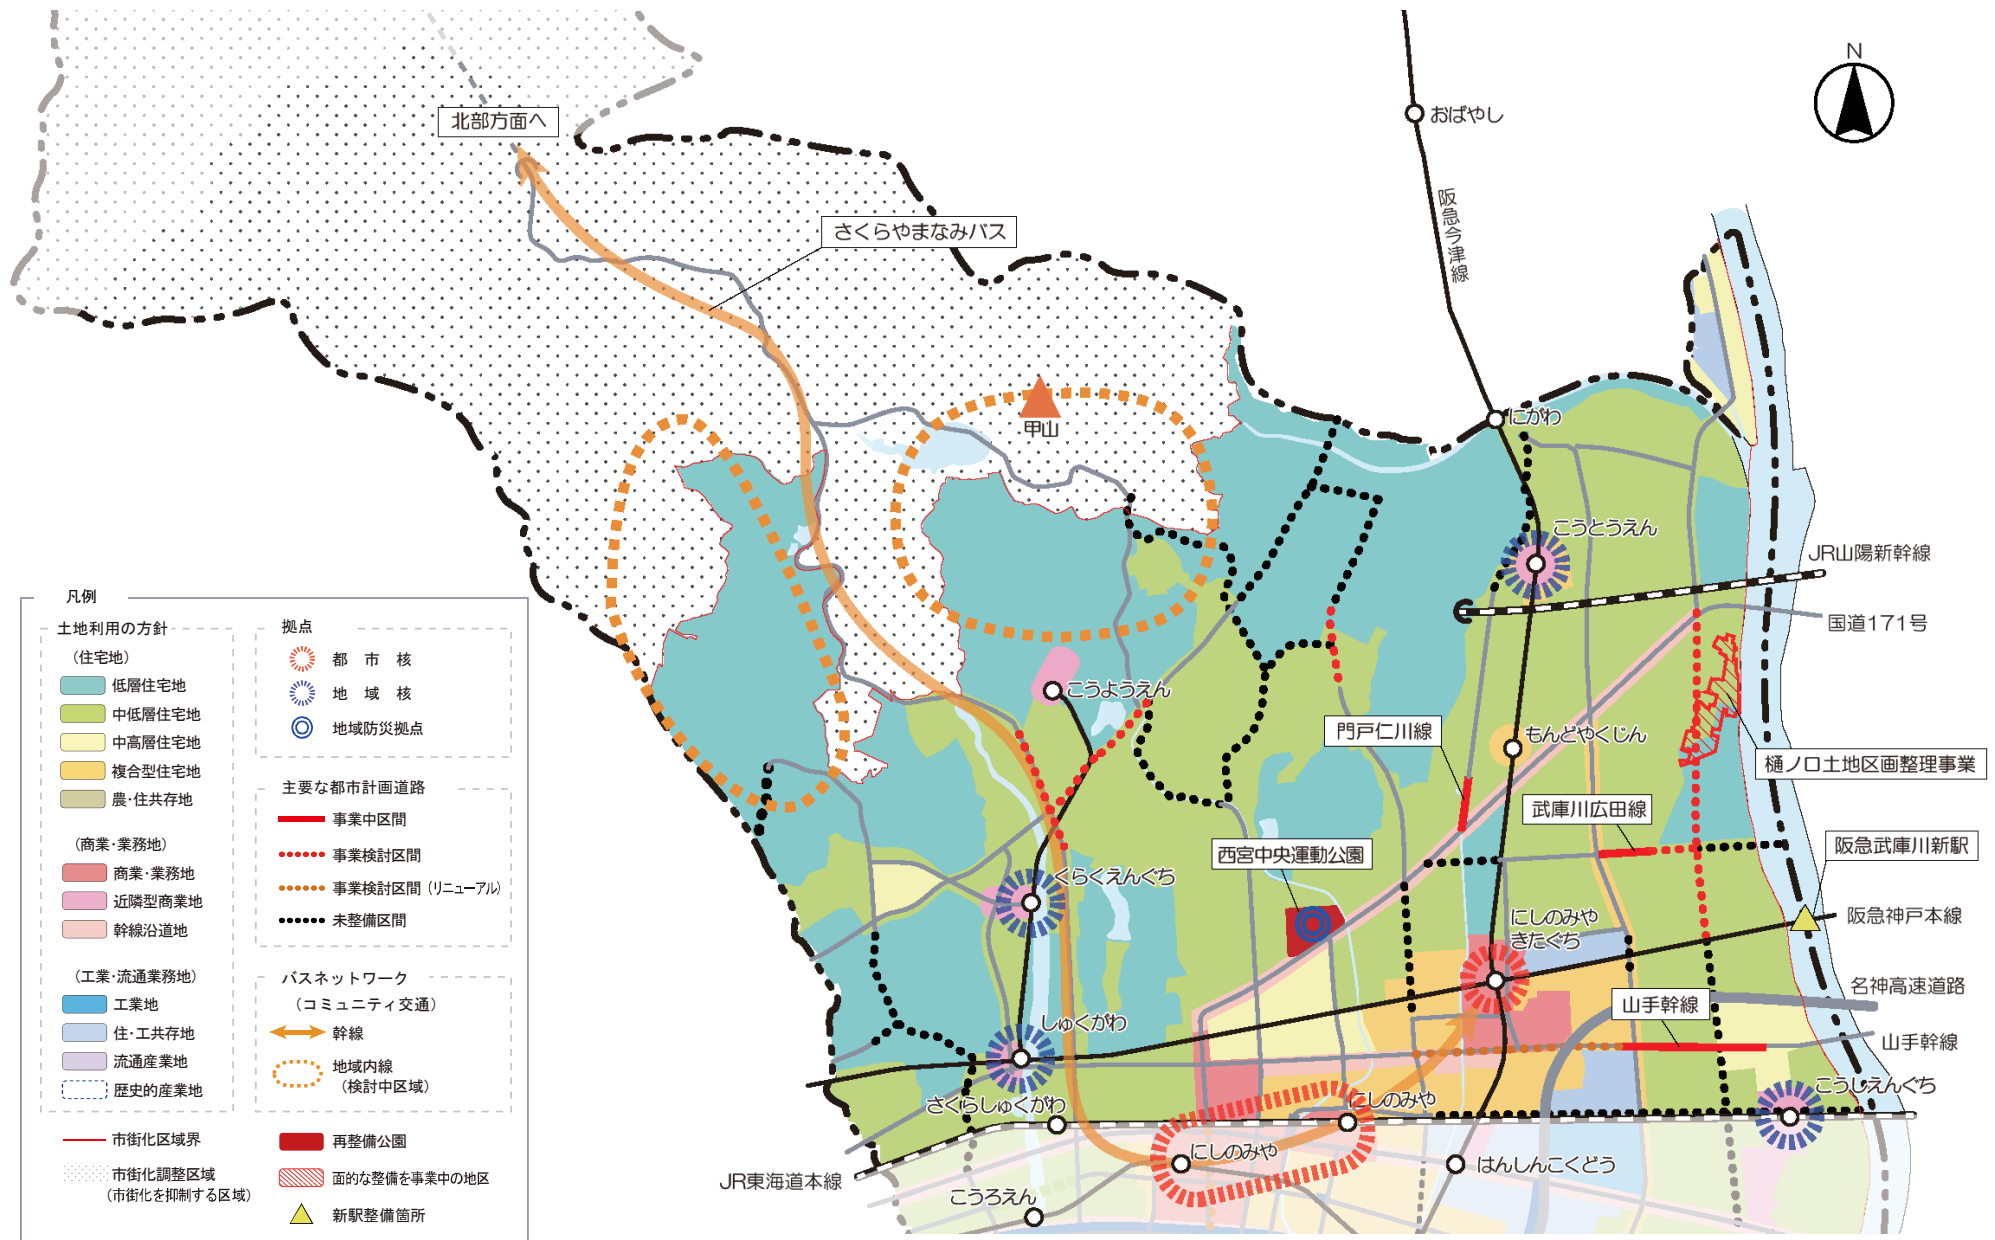 N
おばやし
北部方面へ
阪急今津線
さくらやまなみバス
にがわ
甲山
こうとうえん
JR山陽新幹線
国道171号
こうようえん
門戸仁川線
もんどやくじん
樋ノ口土地区画整理事業
武庫川広田線
阪急武庫川新駅
西宮中央運動公園
くらくえんぐち
にしのみや
きたぐち
阪急神戸本線
名神高速道路
山手幹線
しゅくがわ
山手幹線
こうしえんぐち
さくらしゅくがわ
にしのみや
にしのみや
はんしんこくどう
JR東海道本線
こうろえん
凡例
土地利用の方針
(住宅地)
低層住宅地
中低層住宅地
中高層住宅地
複合型住宅地
農・住共存地
(商業・業務地)
商業・業務地
近隣型商業地
幹線沿道地
(工業・流通業務地)
工業地
住・工共存地
流通産業地
歴史的産業地
市街化区域界
市街化調整区域
(市街化を抑制する区域)
拠点
都市核
地域核
地域防災拠点
主要な都市計画道路
事業中区間
事業検討区間
事業検討区間(リニューアル)
未整備区間
バスネットワーク
(コミュニティ交通)
幹線
地域内線
(検討中区域)
再整備公園
面的な整備を事業中の地区
新駅整備箇所